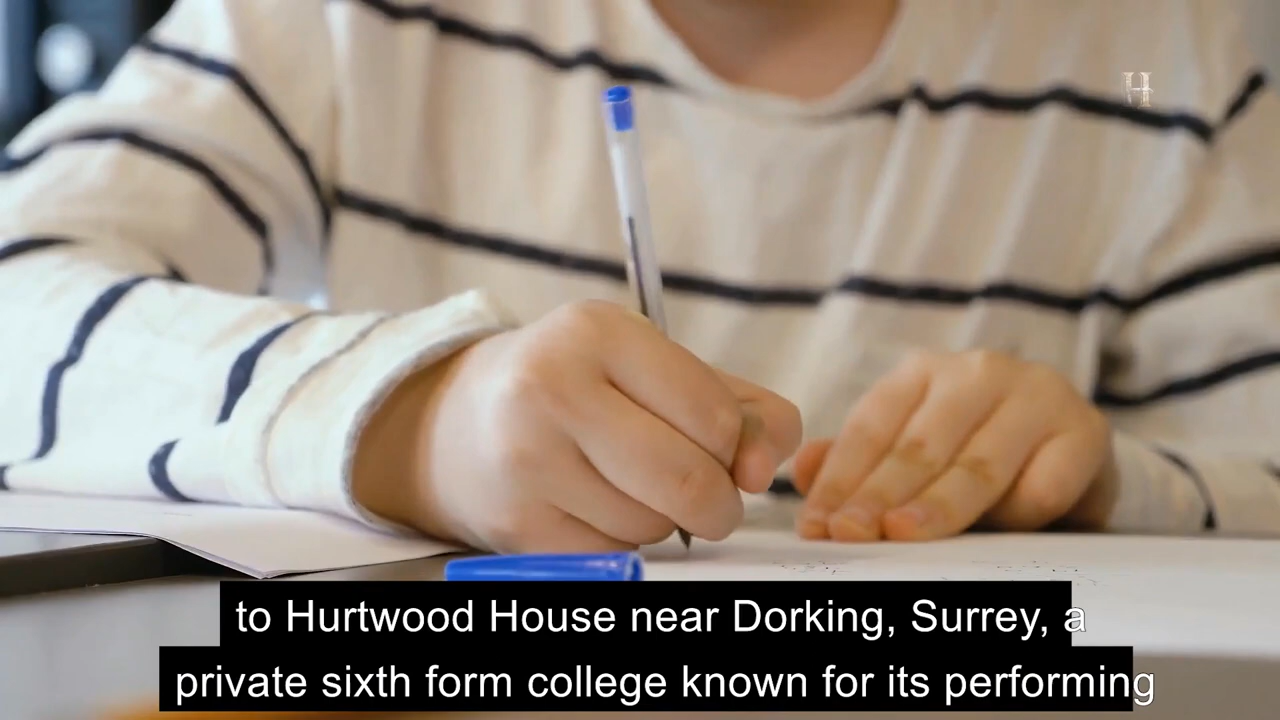 H
to Hurtwood House near Dorking, Surrey, a
private sixth form college known for its performing